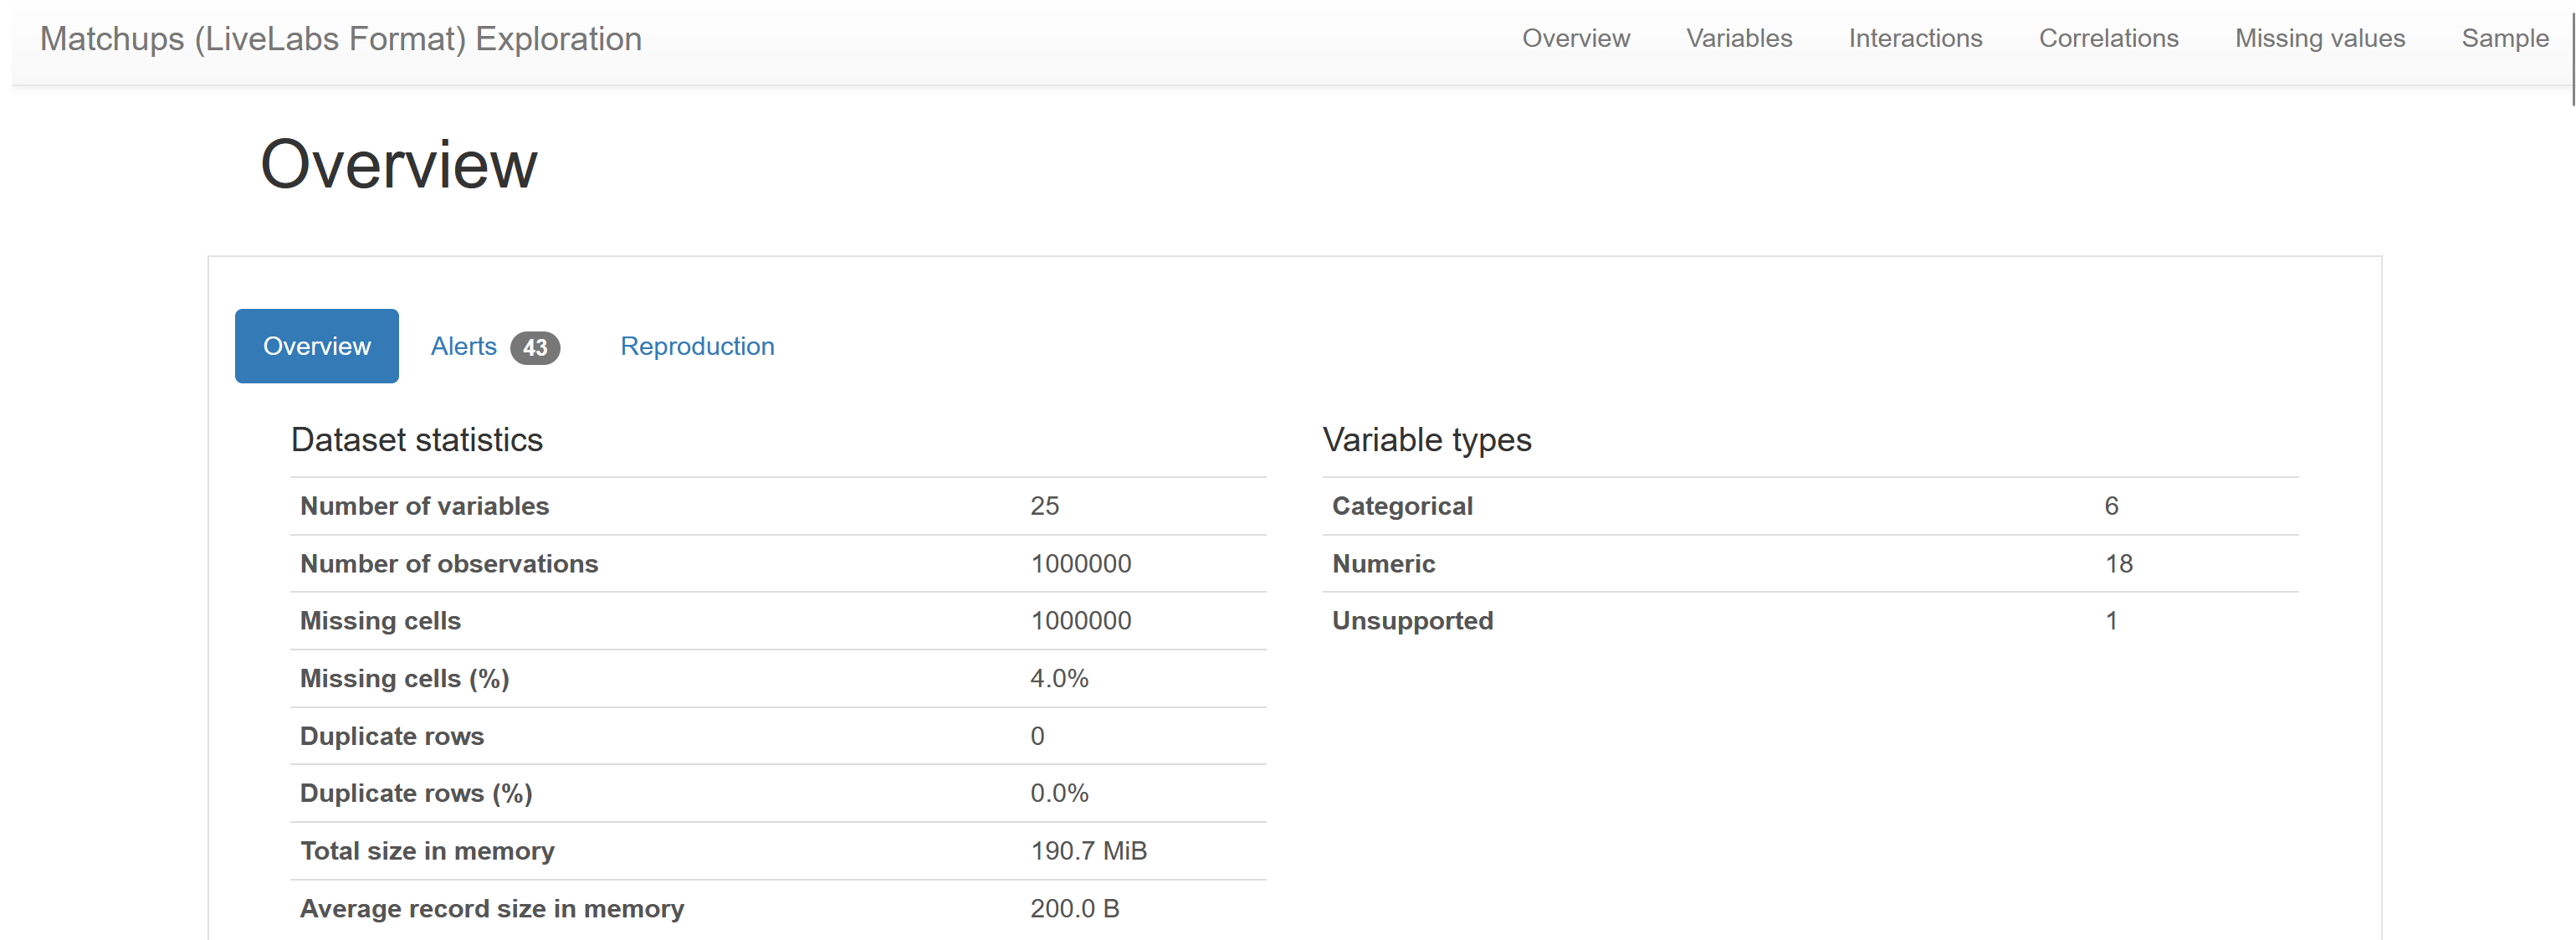 Matchups (LiveLabs Format) Exploration Overview Variables Interactions Correlations Missing values Sample
Overview
Overview Alerts 43 Reproduction
Dataset statistics
Number of variables 25
Number of observations 1000000
Missing cells 1000000
Missing cells (%) 4.0%
Duplicate rows 0
Duplicate rows (%) 0.0%
Total size in memory 190.7 MiB
Average record size in memory 200.0 B
Variable types
Categorical 6
Numeric 18
Unsupported 1